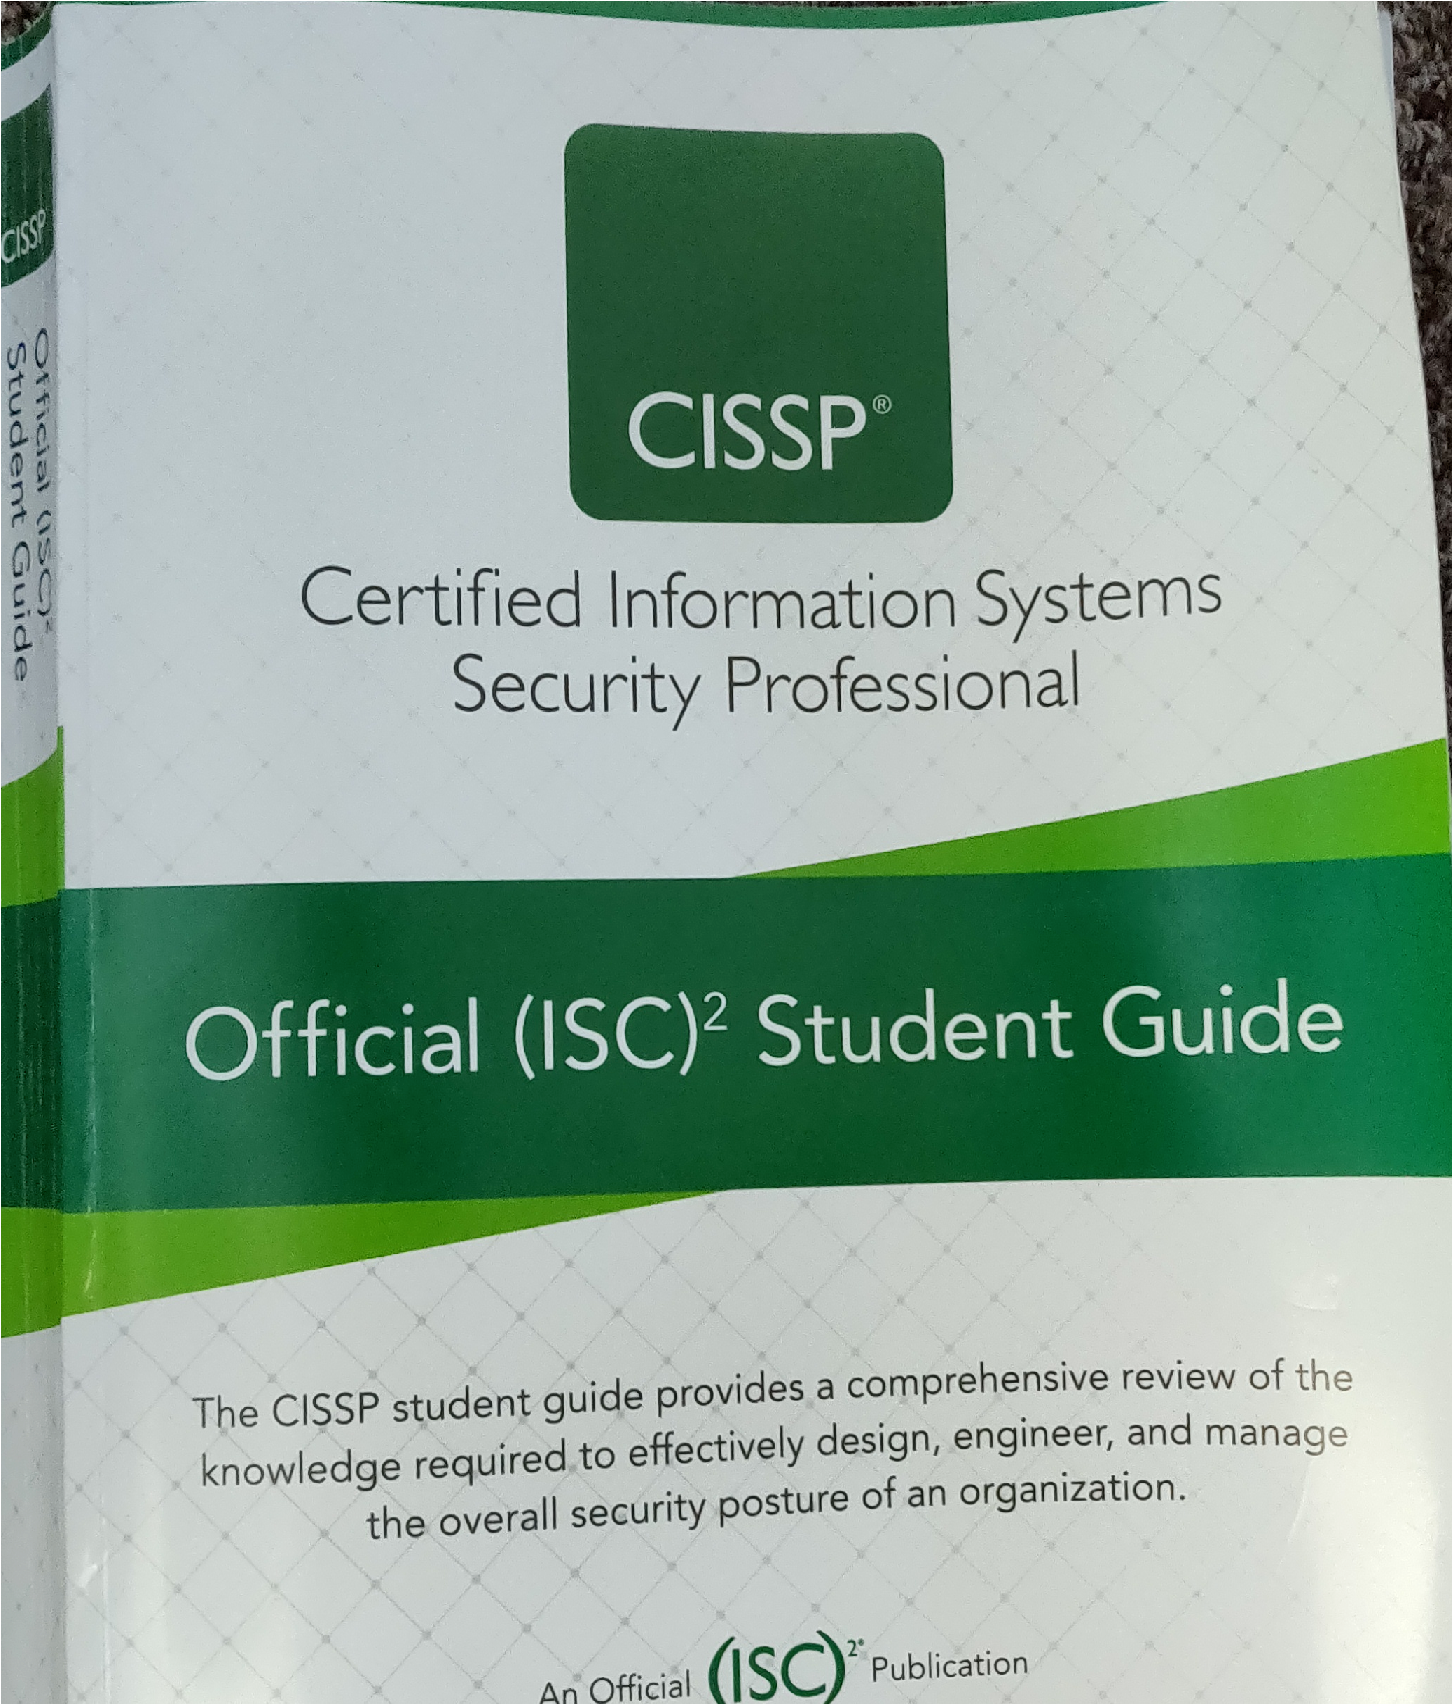 CISSP
Official (ISC)²
Student Guide
CISSP®
Certified Information Systems
Security Professional
Official (ISC)² Student Guide
The CISSP student guide provides a comprehensive review of the
knowledge required to effectively design, engineer, and manage
the overall security posture of an organization.
An Official (ISC)²® Publication